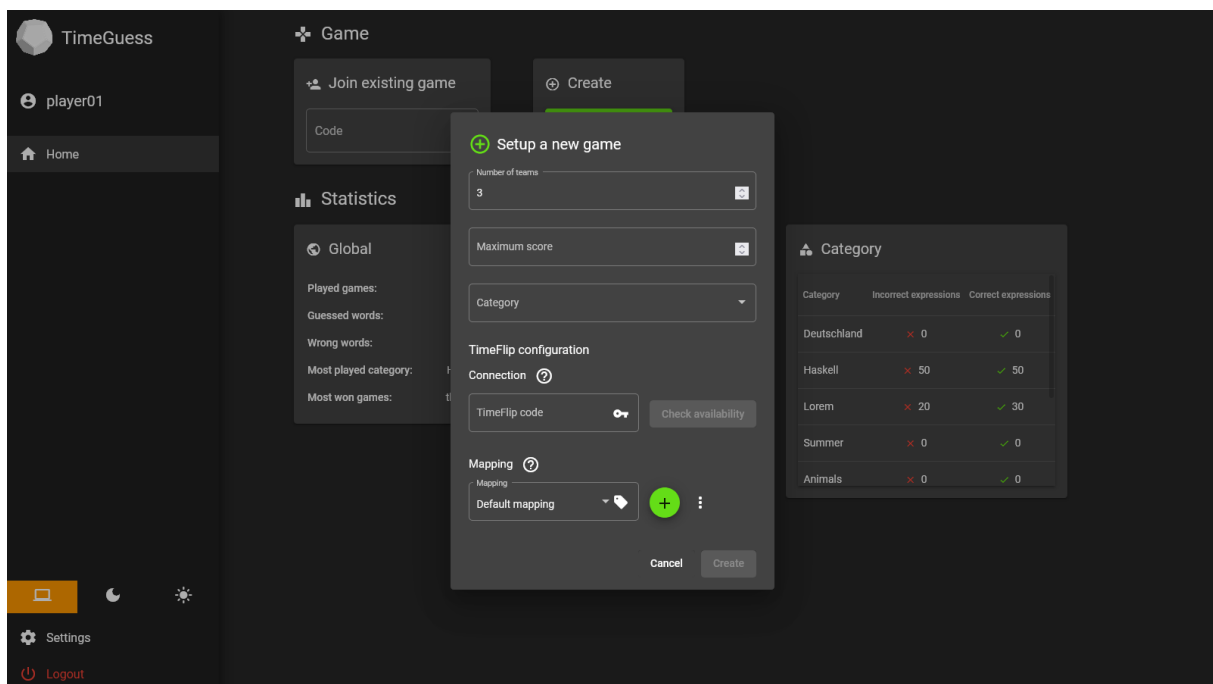 TimeGuess
player01
Home
Game
Join existing game
Code
Create
Statistics
Global
Played games:
Guessed words:
Wrong words:
Most played category:
Most won games:
Setup a new game
Number of teams
3
Maximum score
Category
TimeFlip configuration
Connection
TimeFlip code
Check availability
Mapping
Mapping
Default mapping
Cancel Create
Category
Category Incorrect expressions Correct expressions
Deutschland 0 0
Haskell 50 50
Lorem 20 30
Summer 0 0
Animals 0 0
Settings
Logout